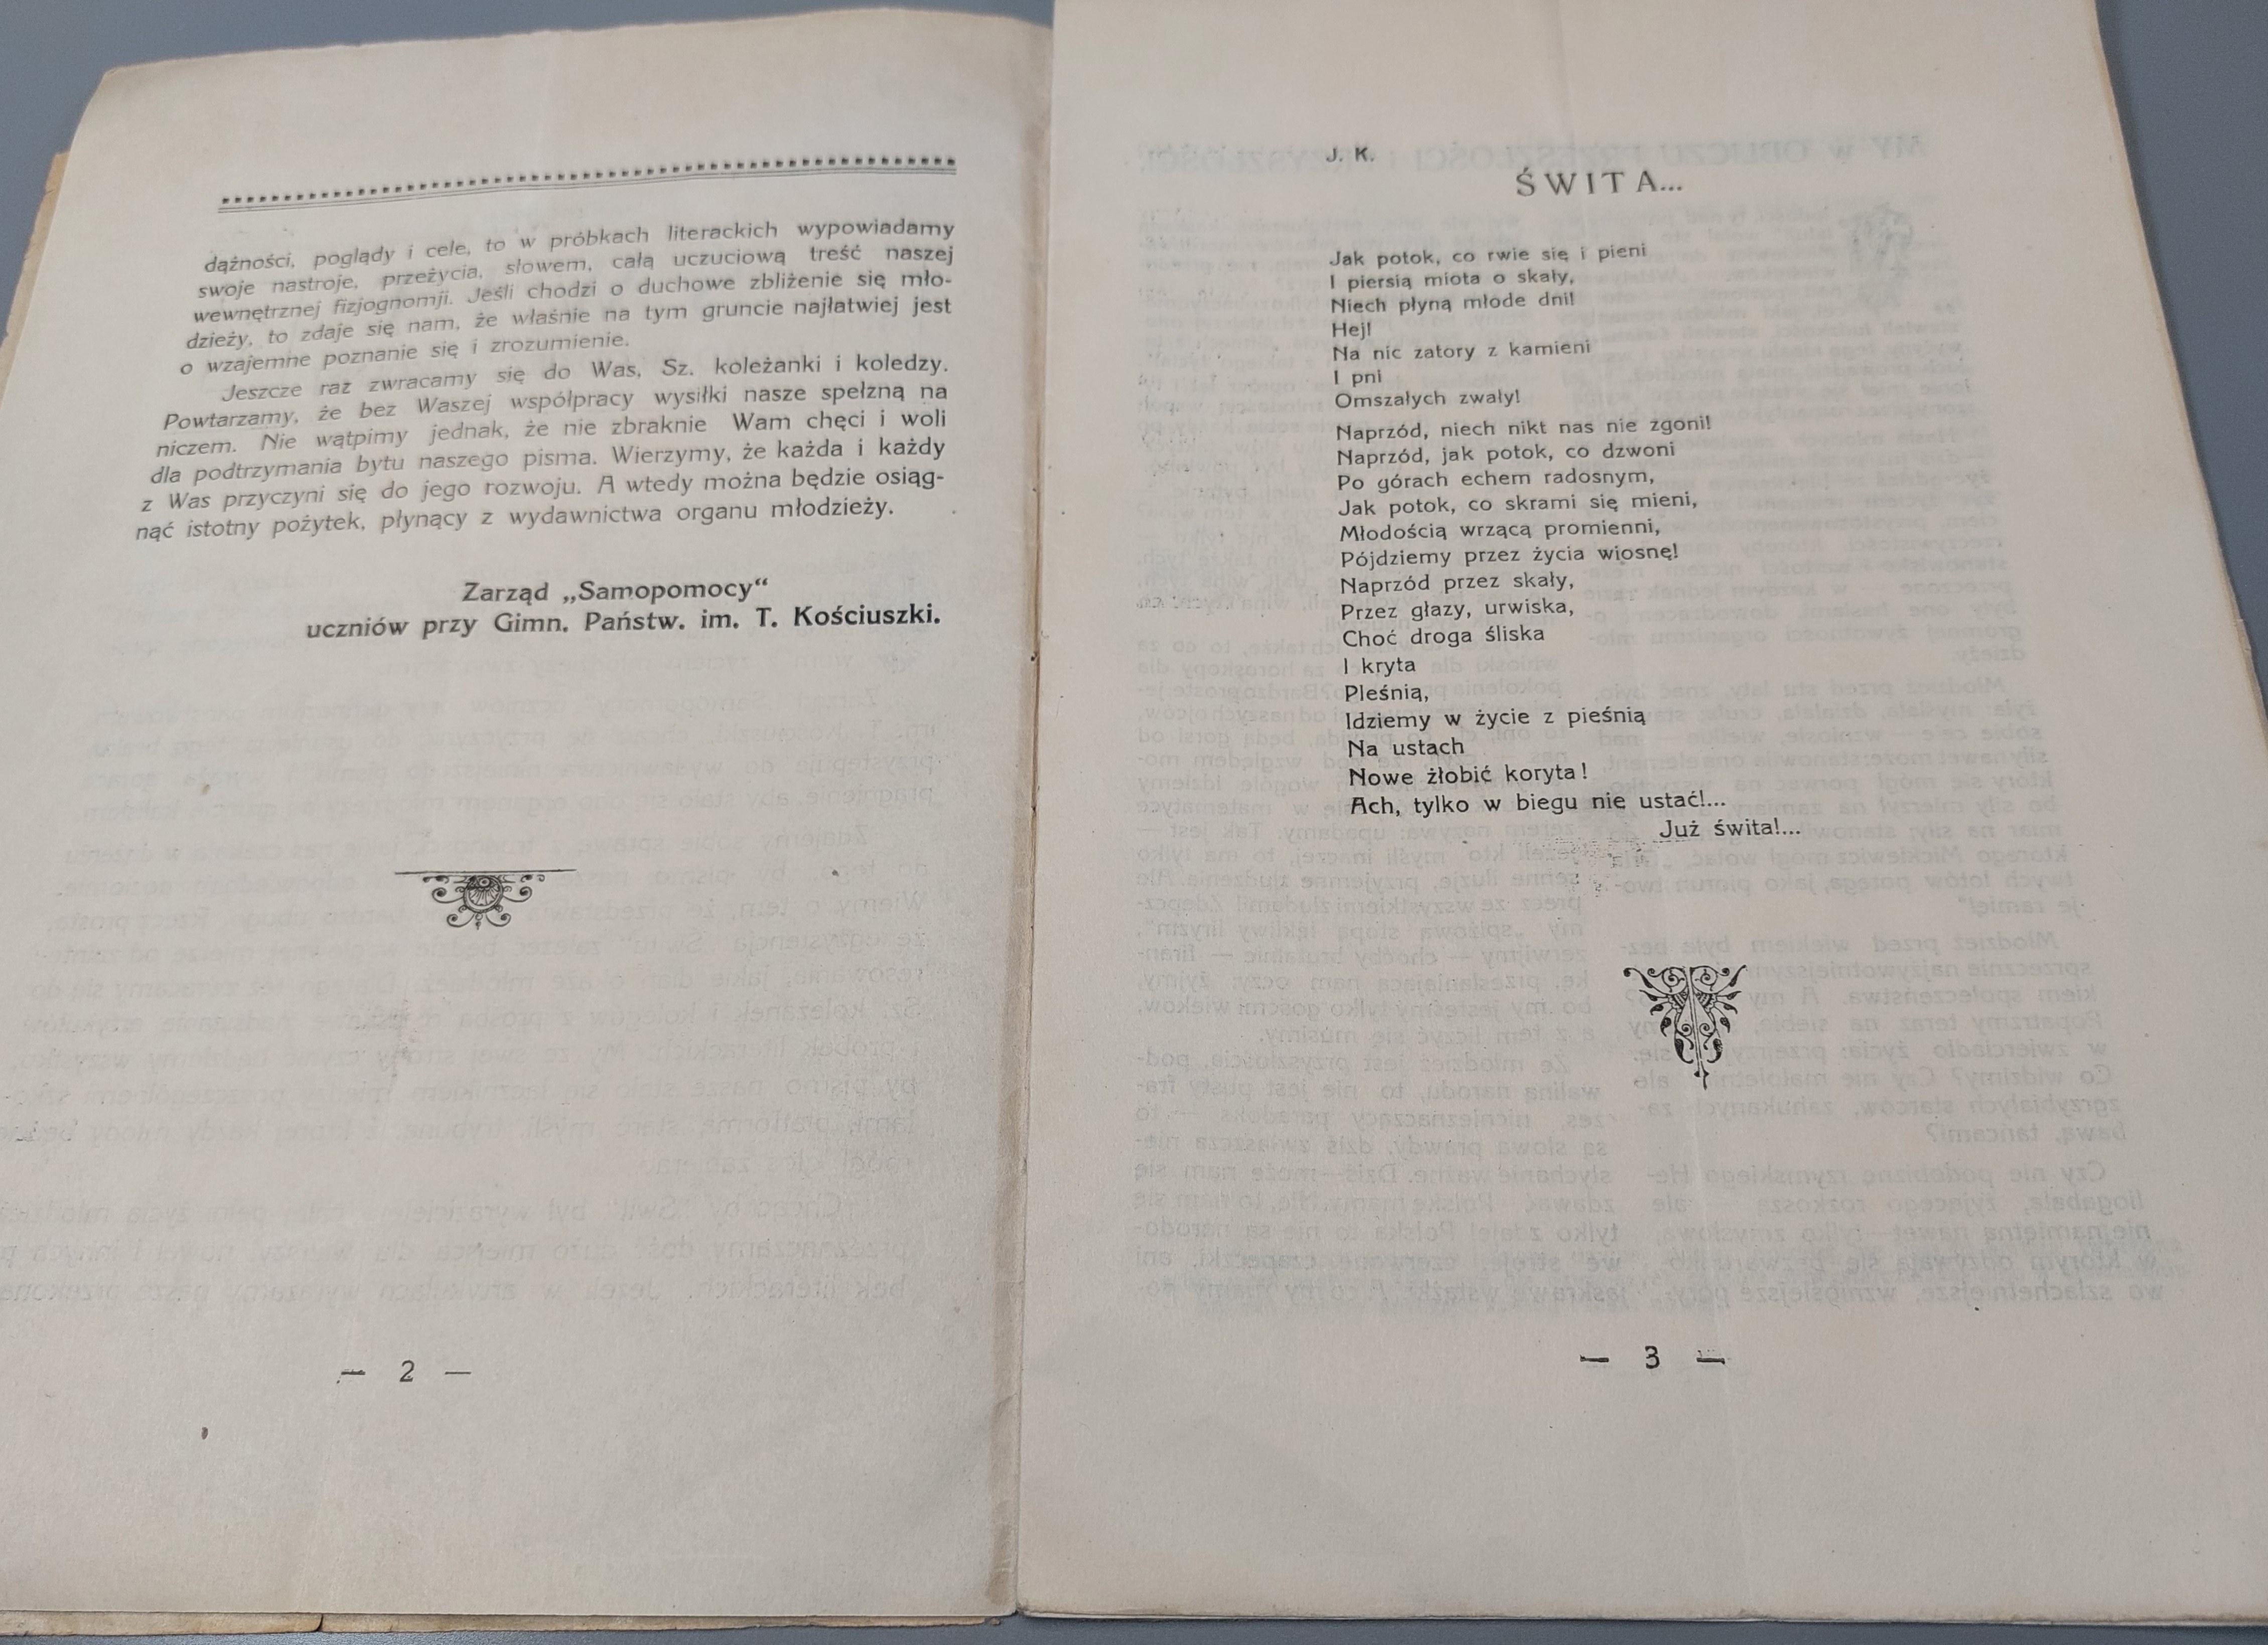 dążności, poglądy i cele, to w próbkach literackich wypowiadamy
swoje nastroje, przeżycia, słowem, całą uczuciową treść naszej
wewnętrznej fizjognomji. Jeśli chodzi o duchowe zbliżenie się mło-
dzieży, to zdaje się nam, że właśnie na tym gruncie najłatwiej jest
o wzajemne poznanie się i zrozumienie.
Jeszcze raz zwracamy się do Was, Sz. koleżanki i koledzy.
Powtarzamy, że bez Waszej współpracy wysiłki nasze spełzną na
niczem. Nie wątpimy jednak, że nie zbraknie Wam chęci i woli
dla podtrzymania bytu naszego pisma. Wierzymy, że każda i każdy
z Was przyczyni się do jego rozwoju. A wtedy można będzie osiąg-
nąć istotny pożytek, płynący z wydawnictwa organu młodzieży.
Zarząd „Samopomocy“
uczniów przy Gimn. Państw. im. T. Kościuszki.
— 2 —
J. K.
ŚWITA...
Jak potok, co rwie się i pieni
I piersią miota o skały,
Niech płyną młode dni!
Hej!
Na nic zatory z kamieni
I pni
Omszałych zwały!
Naprzód, niech nikt nas nie zgoni!
Naprzód, jak potok, co dzwoni
Po górach echem radosnym,
Jak potok, co skrami się mieni,
Młodością wrzącą promienni,
Pójdziemy przez życia wiosnę!
Naprzód przez skały,
Przez głazy, urwiska,
Choć droga śliska
I kryta
Pleśnią,
Idziemy w życie z pieśnią
Na ustach
Nowe żłobić koryta!
Ach, tylko w biegu nie ustać!...
Już świta!...
— 3 —